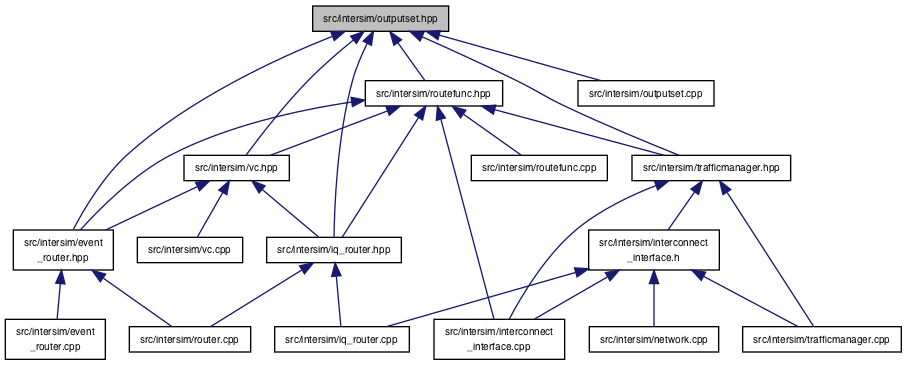 src/intersim/outputset.hpp
src/intersim/routefunc.hpp
src/intersim/outputset.cpp
src/intersim/vc.hpp
src/intersim/routefunc.cpp
src/intersim/trafficmanager.hpp
src/intersim/event
_router.hpp
src/intersim/vc.cpp
src/intersim/iq_router.hpp
src/intersim/interconnect
_interface.h
src/intersim/event
_router.cpp
src/intersim/router.cpp
src/intersim/iq_router.cpp
src/intersim/interconnect
_interface.cpp
src/intersim/network.cpp
src/intersim/trafficmanager.cpp